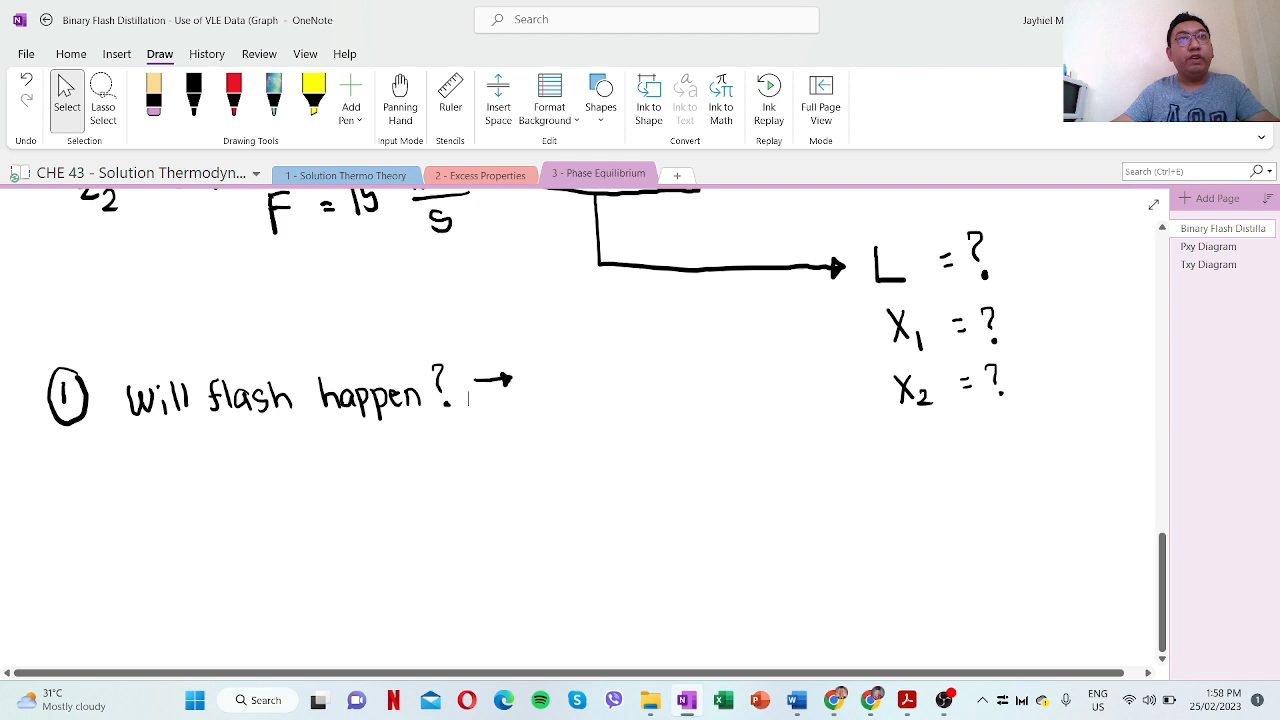 Binary Flash Distillation - Use of VLE Data (Graph - OneNote
Search
Jayhiel M
File Home Insert Draw History Review View Help
Undo
Select
Lasso Select
Add Pen
Panning Hand
Ruler
Insert Space
Format Background
Shapes
Ink to Shape
Ink to Text
Ink to Math
Ink Replay
Full Page View
Undo Selection Drawing Tools Input Mode Stencils Edit Convert Replay Modes
CHE 43 - Solution Thermodyn...
1 - Solution Thermo Theory
2 - Excess Properties
3 - Phase Equilibrium
Search (Ctrl+E)
Add Page
Binary Flash Distilla
Pxy Diagram
Txy Diagram
F = 15
s
L = ?
X1 = ?
X2 = ?
1 Will flash happen? →
31°C
Mostly cloudy
Search
ENG
US
1:58 PM
25/02/2023
1